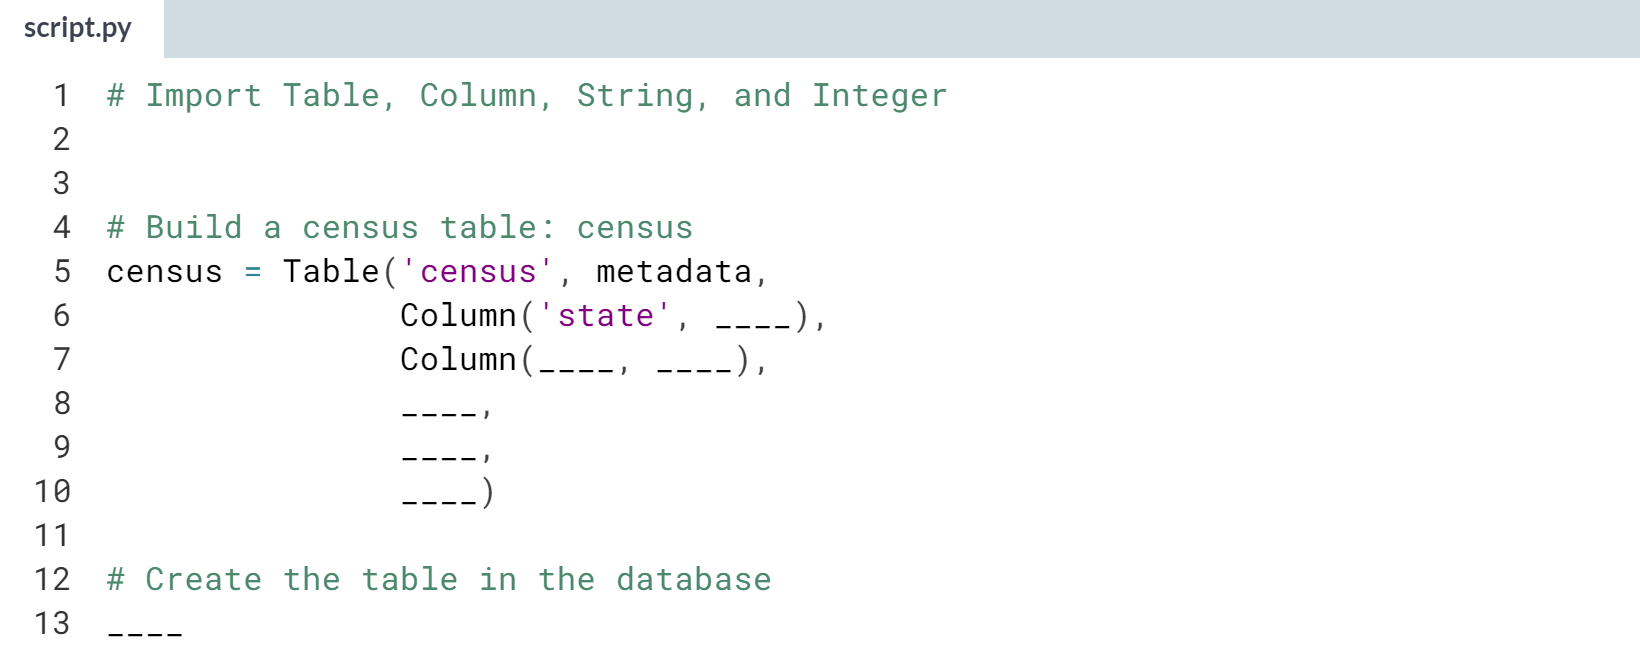 script.py
1 # Import Table, Column, String, and Integer
2
3
4 # Build a census table: census
5 census = Table('census', metadata,
6                Column('state', ____),
7                Column(____, ____),
8                ____,
9                ____,
10               ____)
11
12 # Create the table in the database
13 ____